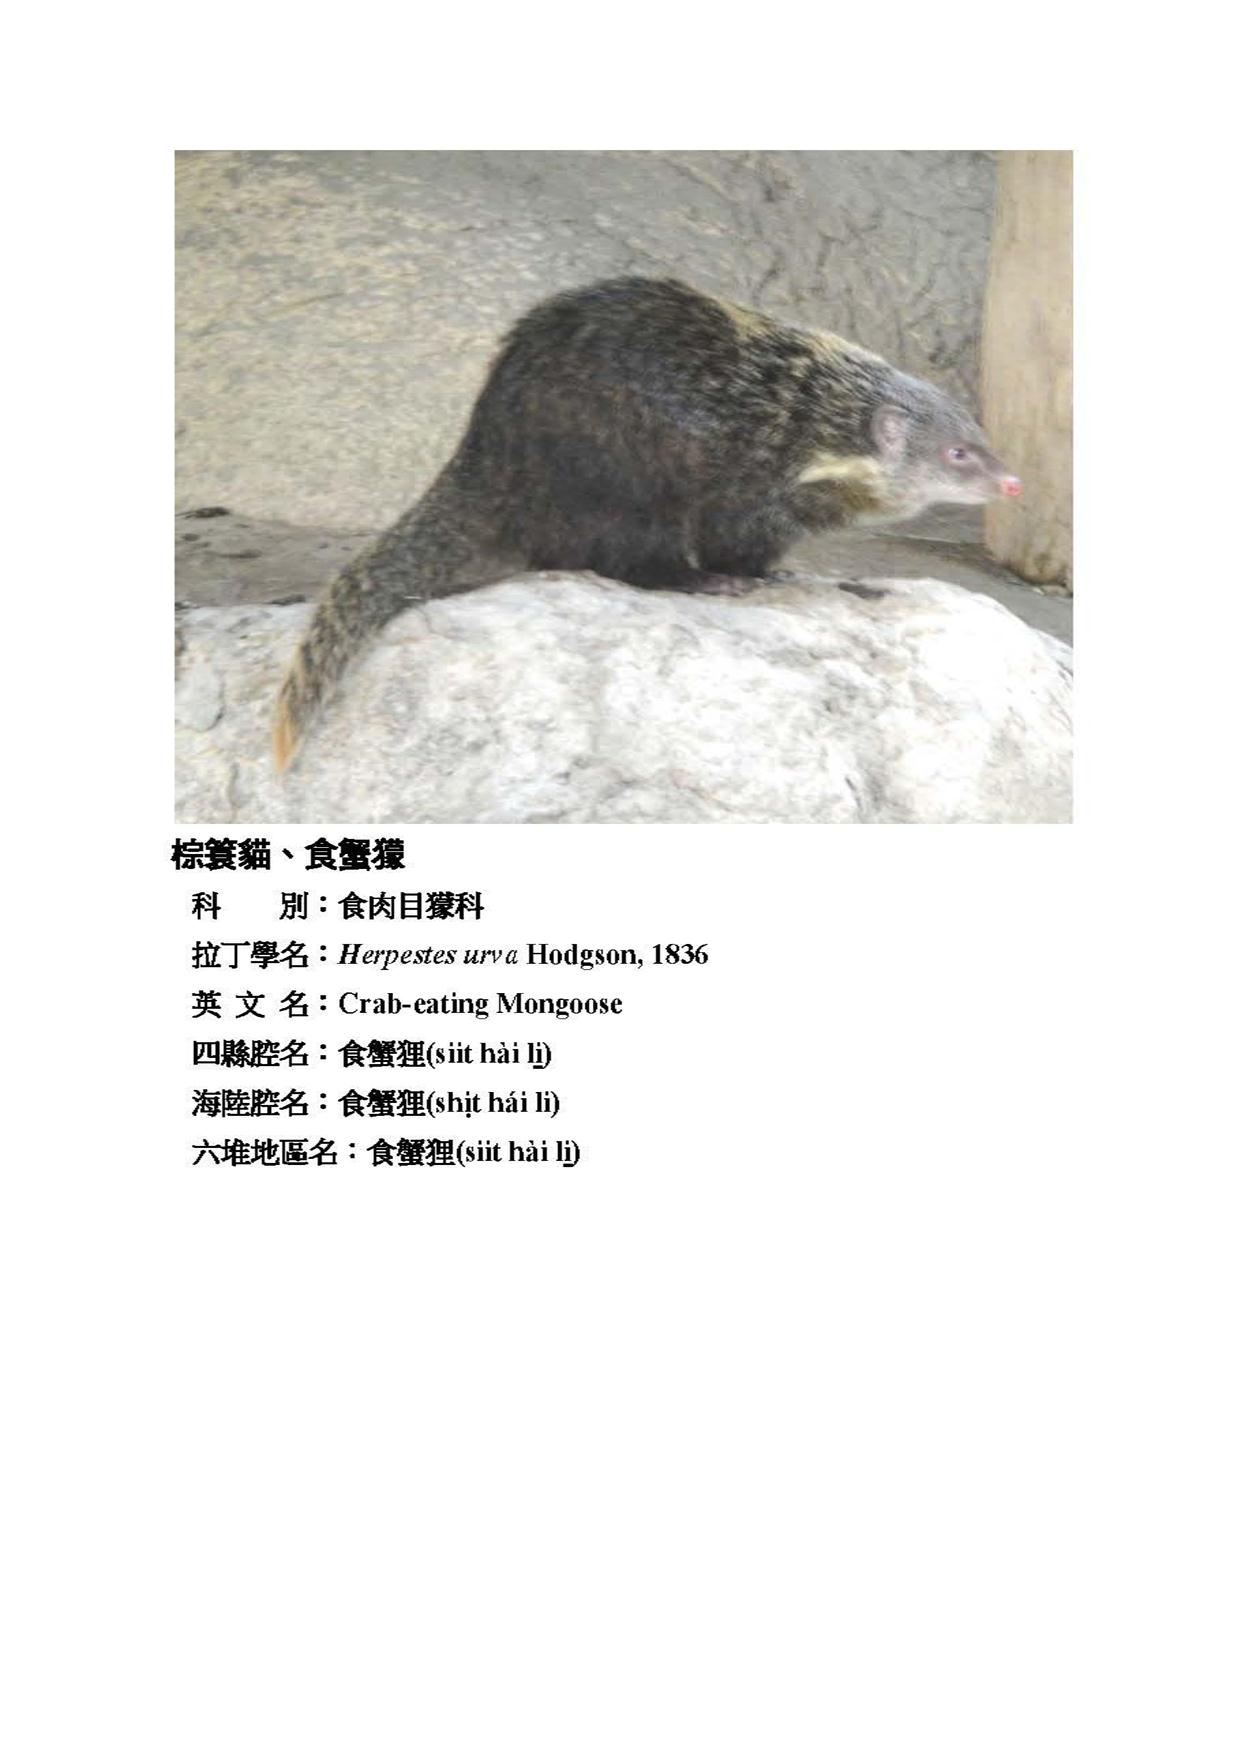 棕簑貓、食蟹獴
科　　別：食肉目獴科
拉丁學名：Herpestes urva Hodgson, 1836
英 文 名：Crab-eating Mongoose
四縣腔名：食蟹狸(siit hài li̲)
海陸腔名：食蟹狸(shi̍t hái li)
六堆地區名：食蟹狸(siit hài li̲)